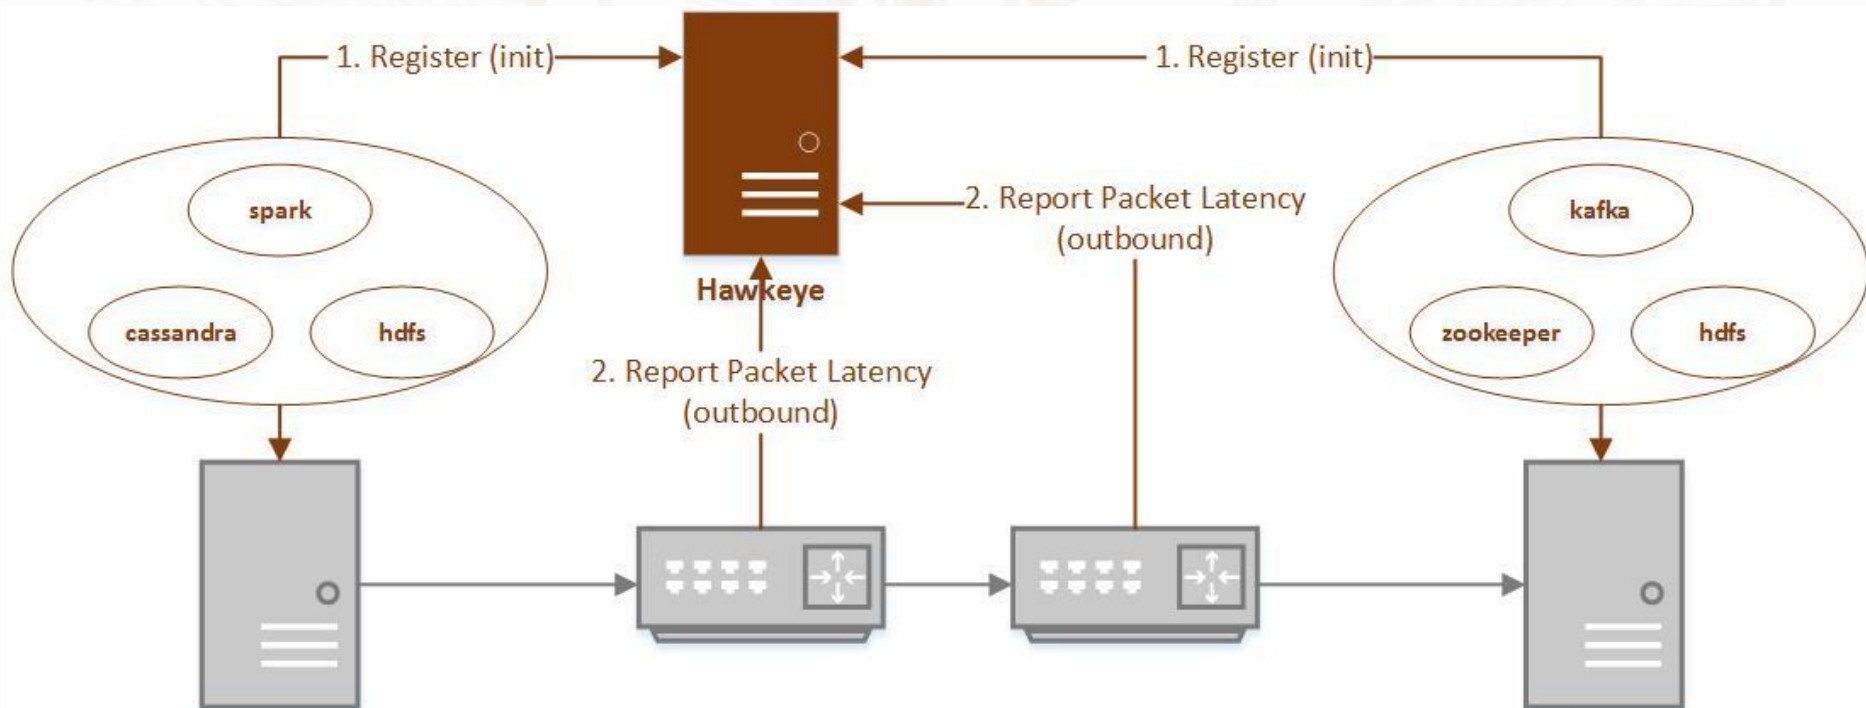 1. Register (init)
1. Register (init)
spark
cassandra
hdfs
Hawkeye
2. Report Packet Latency
(outbound)
2. Report Packet Latency
(outbound)
kafka
zookeeper
hdfs